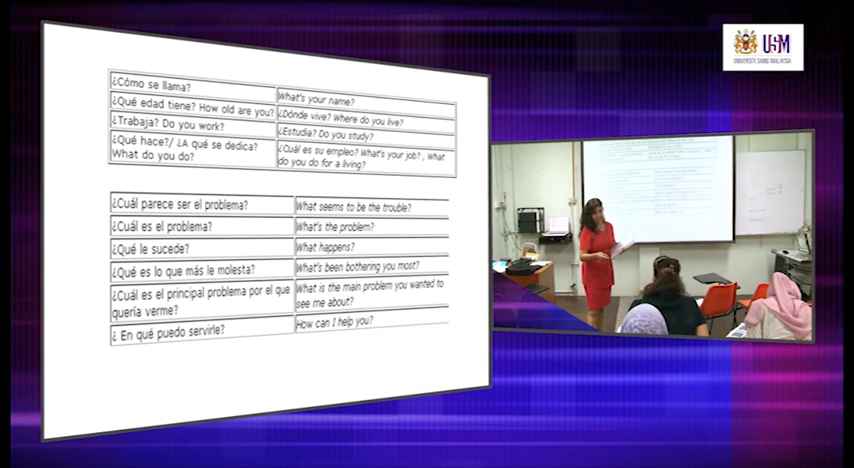 USM
UNIVERSITI SAINS MALAYSIA
¿Cómo se llama? What's your name?
¿Qué edad tiene? How old are you? ¿Dónde vive? Where do you live?
¿Trabaja? Do you work? ¿Estudia? Do you study?
¿Qué hace?/ ¿A qué se dedica? ¿Cuál es su empleo? What's your job? , What
What do you do? do you do for a living?
¿Cuál parece ser el problema? What seems to be the trouble?
¿Cuál es el problema? What's the problem?
¿Qué le sucede? What happens?
¿Qué es lo que más le molesta? What's been bothering you most?
¿Cuál es el principal problema por el que What is the main problem you wanted to
quería verme? see me about?
¿ En qué puedo servirle? How can I help you?